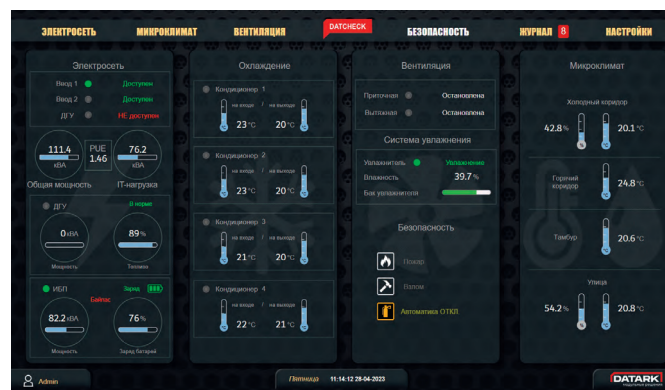 ЭЛЕКТРОСЕТЬ
МИКРОКЛИМАТ
ВЕНТИЛЯЦИЯ
DATCHECK
БЕЗОПАСНОСТЬ
ЖУРНАЛ 8
НАСТРОЙКИ
Электросеть
Ввод 1 Доступен
Ввод 2 Доступен
ДГУ НЕ доступен
111.4 кВА
PUE 1.46
76.2 кВА
Общая мощность
IT-нагрузка
ДГУ В норме
0 кВА
89%
Мощность
Топливо
ИБП Заряд
Байпас
82.2 кВА
76%
Мощность
Заряд батарей
Охлаждение
Кондиционер 1
на входе / на выходе
23 °C 20 °C
Кондиционер 2
на входе / на выходе
23 °C 20 °C
Кондиционер 3
на входе / на выходе
21 °C 20 °C
Кондиционер 4
на входе / на выходе
22 °C 21 °C
Вентиляция
Приточная Остановлена
Вытяжная Остановлена
Система увлажнения
Увлажнитель Увлажнение
Влажность 39.7 %
Бак увлажнителя
Безопасность
Пожар
Взлом
Автоматика ОТКЛ
Микроклимат
Холодный коридор
42.8 % 20.1 °C
% °C
Горячий
коридор
24.8 °C
°C
Тамбур 20.6 °C
°C
Улица
54.2 % 20.8 °C
% °C
Admin
Пятница 11:14:12 28-04-2023
DATARK